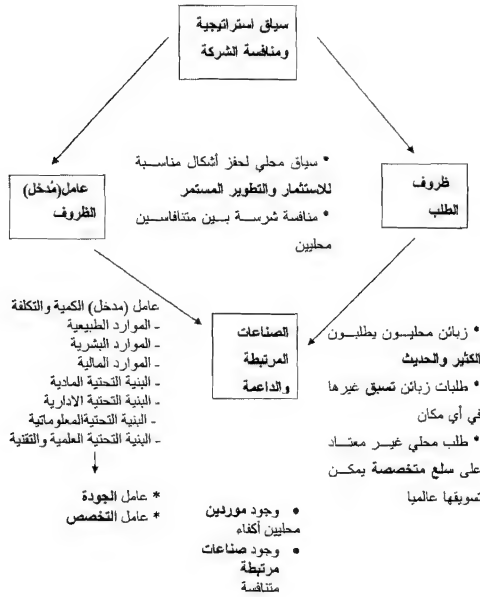 سياق استراتيجية
ومنافسة الشركة
* سياق محلي لحفز أشكال مناسبة
للاستثمار والتطوير المستمر
* منافسة شرسة بين متنافسين
محليين
ظروف
الطلب
عامل(مُدخل)
الظروف
* زبائن محليون يطلبون
الكثير والحديث
* طلبات زبائن تسبق غيرها
في أي مكان
* طلب محلي غير معتاد
على سلع متخصصة يمكن
تسويقها عالميا
الصناعات
المرتبطة
والداعمة
عامل (مدخل) الكمية والتكلفة
- الموارد الطبيعية
- الموارد البشرية
- الموارد المالية
- البنية التحتية المادية
- البنية التحتية الادارية
- البنية التحتيةالمعلوماتية
- البنية التحتية العلمية والتقنية
* عامل الجودة
* عامل التخصص
• وجود موردين
محليين أكفاء
• وجود صناعات
مرتبطة
متنافسة